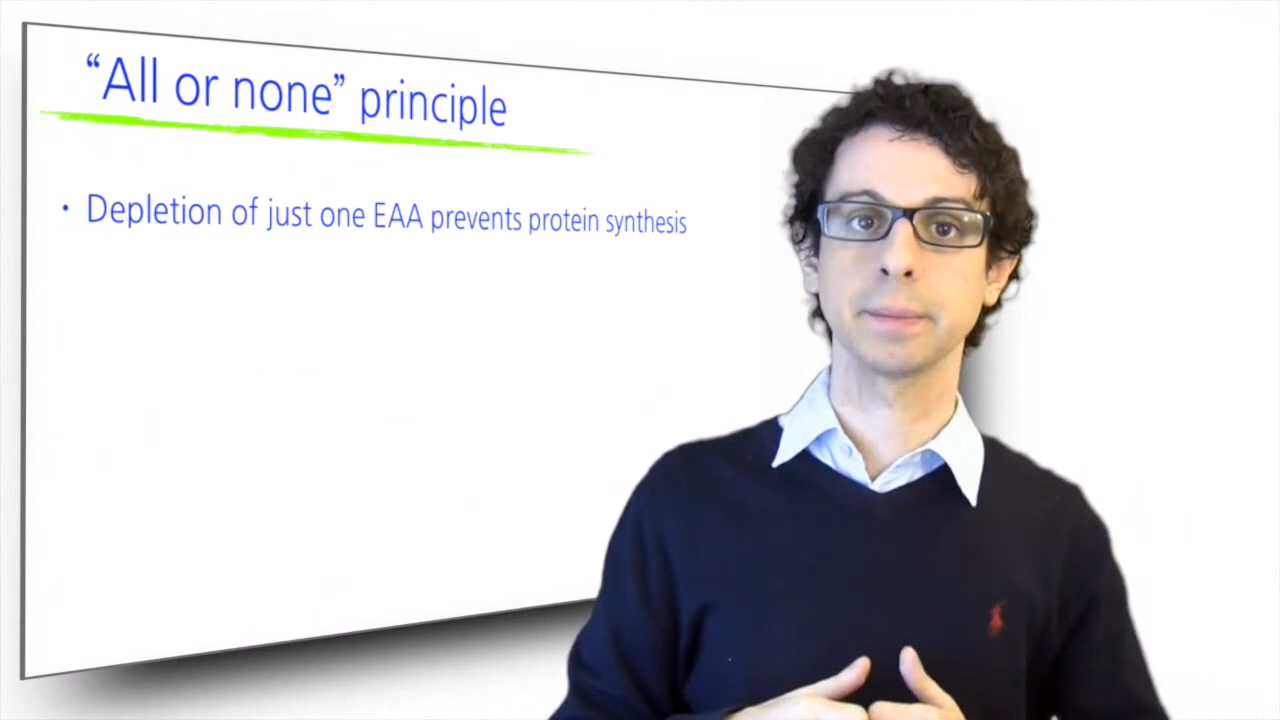 “All or none” principle
• Depletion of just one EAA prevents protein synthesis